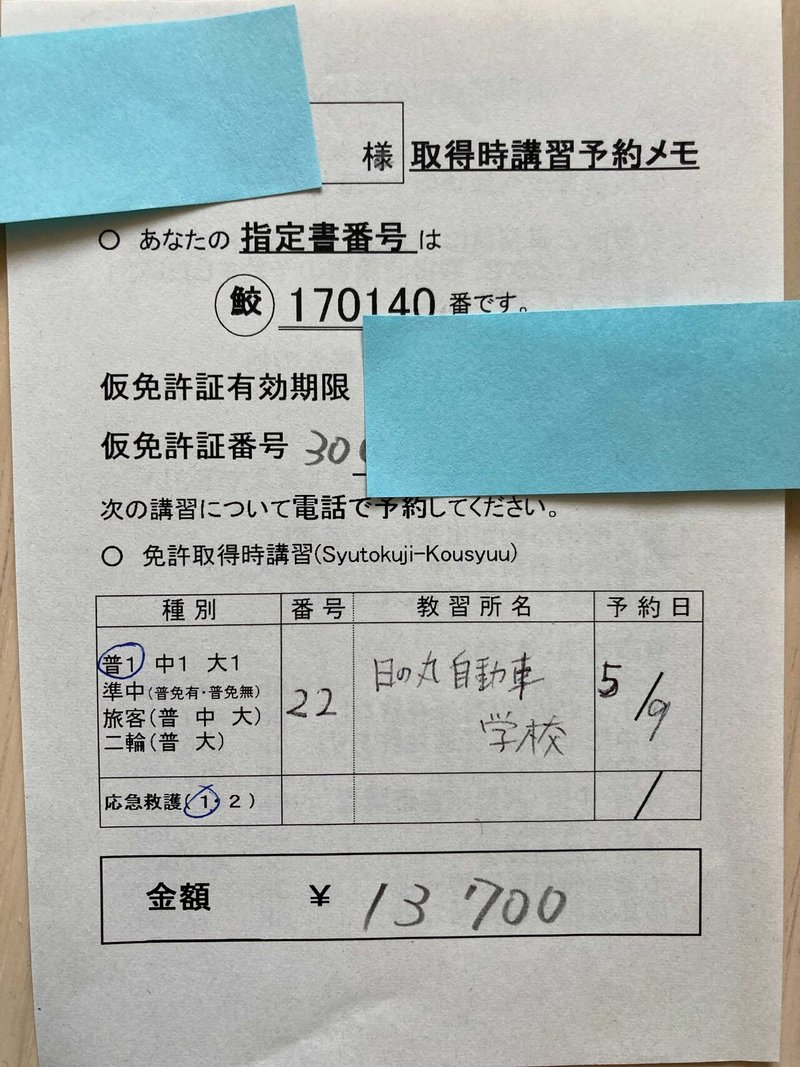 様 取得時講習予約メモ
○ あなたの 指定書番号 は
鮫 170140 番です。
仮免許証有効期限
仮免許証番号 300
次の講習について電話で予約してください。
○ 免許取得時講習(Syutokuji-Kousyuu)
種別 番号 教習所名 予約日
普1 中1 大1
準中(普免有・普免無)
旅客(普 中 大)
二輪(普 大)
22 日の丸自動車
学校
5/9
応急救護(1・2) /
金額 ¥ 13700